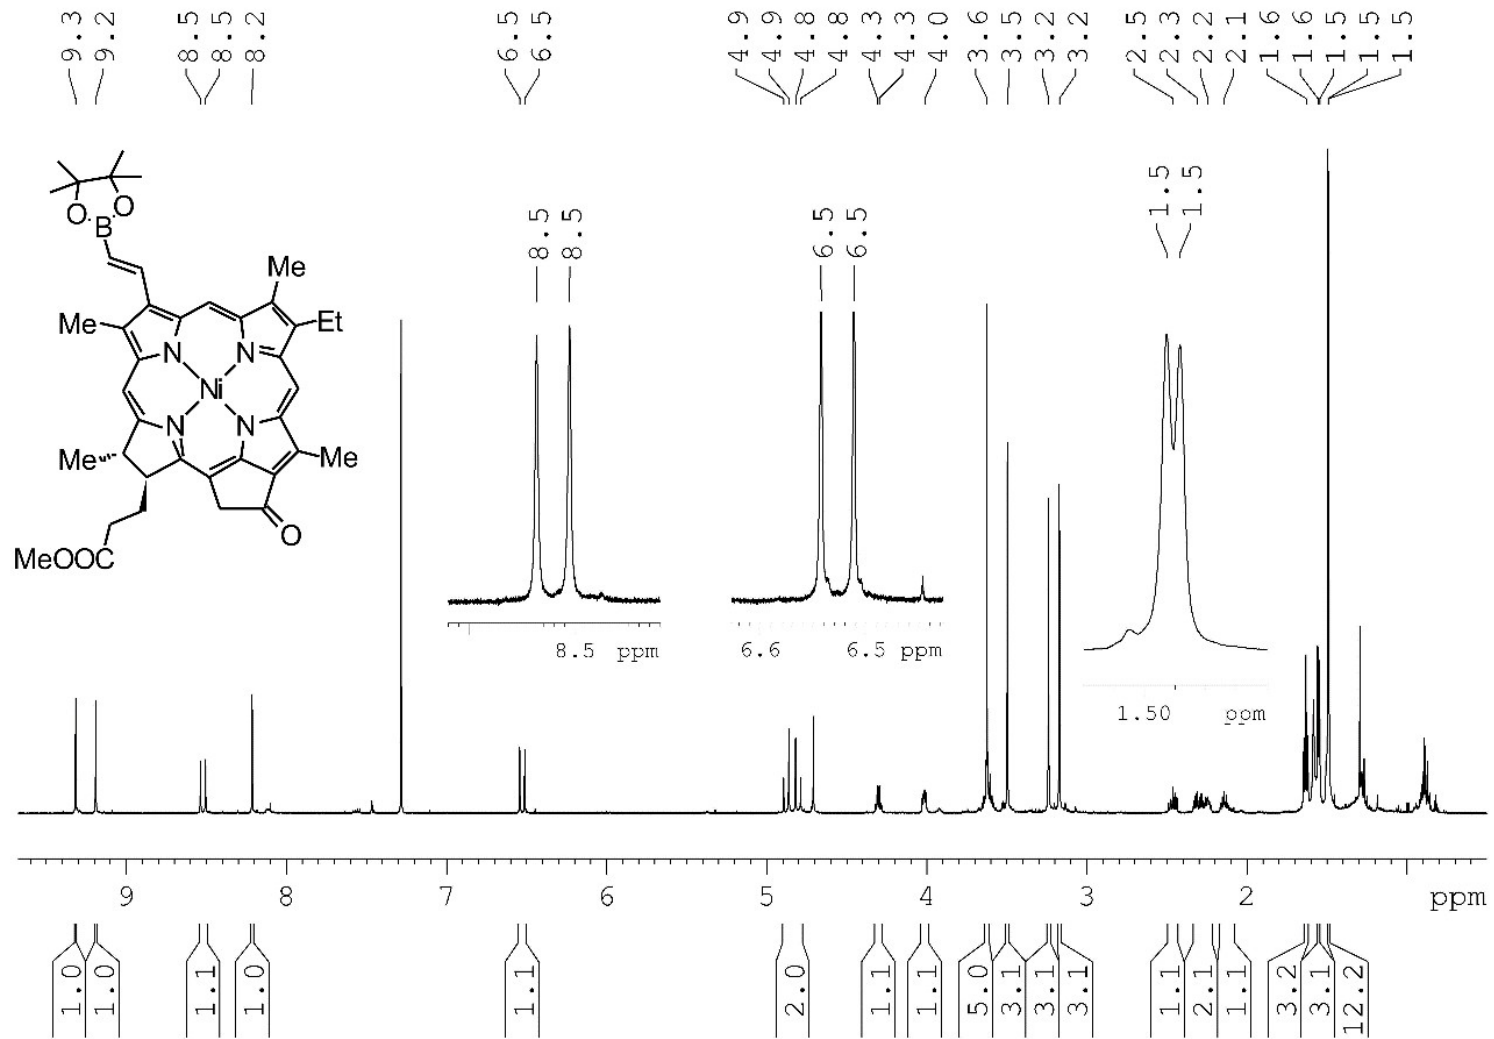 9.3 9.2 8.5 8.5 8.2 6.5 6.5 4.9 4.9 4.8 4.8 4.3 4.3 4.0 3.6 3.5 3.2 3.2 2.5 2.3 2.2 2.1 1.6 1.6 1.5 1.5 1.5
O B O
Me
Me Et
N N
Ni
N N
Me Me
O
MeOOC
8.5 8.5
8.5 ppm
6.5 6.5
6.6 6.5 ppm
1.5 1.5
1.50 ppm
9 8 7 6 5 4 3 2 ppm
1.0 1.0 1.1 1.0 1.1 2.0 1.1 1.1 5.0 3.1 3.1 3.1 1.1 2.1 1.1 3.2 3.1 12.2